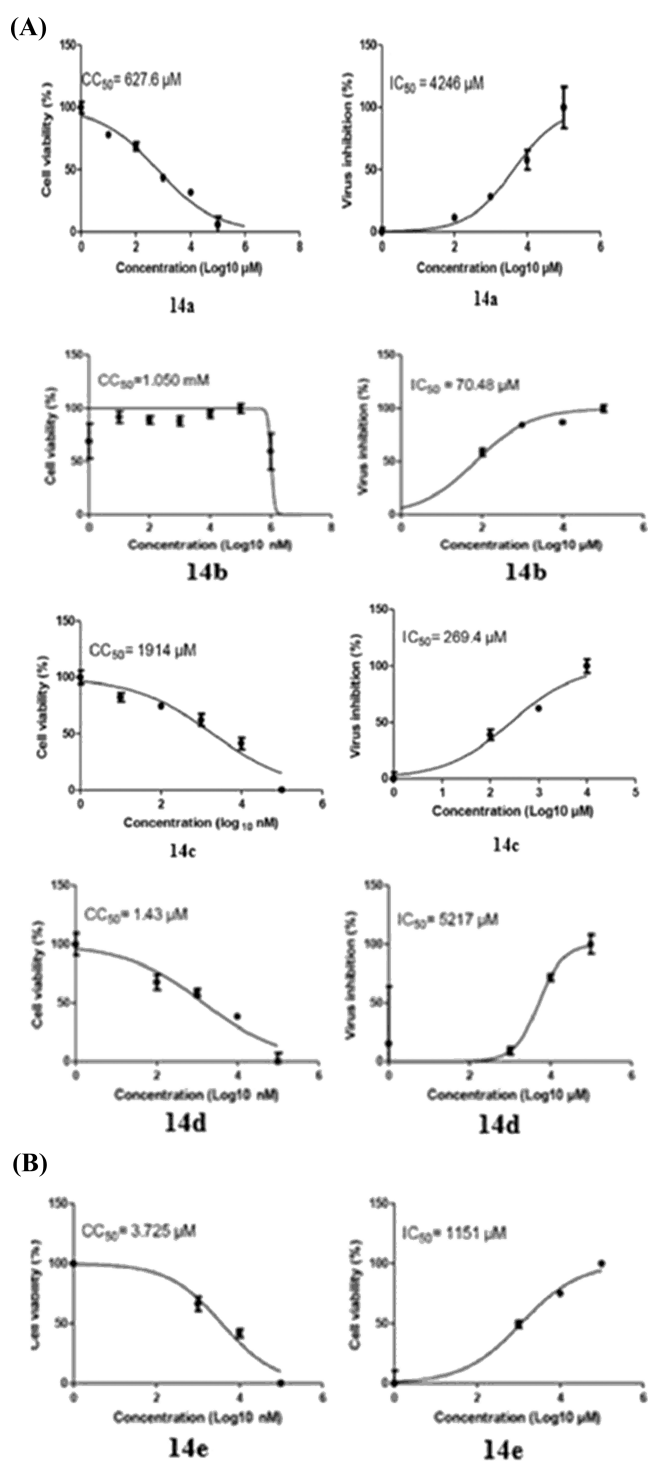 (A)
CC50= 627.6 µM
Cell viability (%)
150
100
50
0
0 2 4 6 8
Concentration (Log10 µM)
14a
IC50 = 4246 µM
Virus inhibition (%)
150
100
50
0
0 2 4 6
Concentration (Log10 µM)
14a
CC50=1.050 mM
Cell viability (%)
150
100
50
0
0 2 4 6 8
Concentration (Log10 nM)
14b
IC50 = 70.48 µM
Virus inhibition (%)
150
100
50
0
0 2 4 6
Concentration (Log10 µM)
14b
CC50= 1914 µM
Cell viability (%)
150
100
50
0
0 2 4 6
Concentration (log10 nM)
14c
IC50= 269.4 µM
Virus inhibition (%)
150
100
50
0
0 1 2 3 4 5
Concentration (Log10 µM)
14c
CC50= 1.43 µM
Cell viability (%)
150
100
50
0
0 2 4 6
Concentration (Log10 nM)
14d
IC50= 5217 µM
Virus inhibition (%)
150
100
50
0
0 2 4 6
Concentration (Log10 µM)
14d
(B)
CC50= 3.725 µM
Cell viability (%)
150
100
50
0
0 2 4 6
Concentration (Log10 nM)
14e
IC50= 1151 µM
Cell viability (%)
150
100
50
0
0 2 4 6
Concentration (Log10 µM)
14e